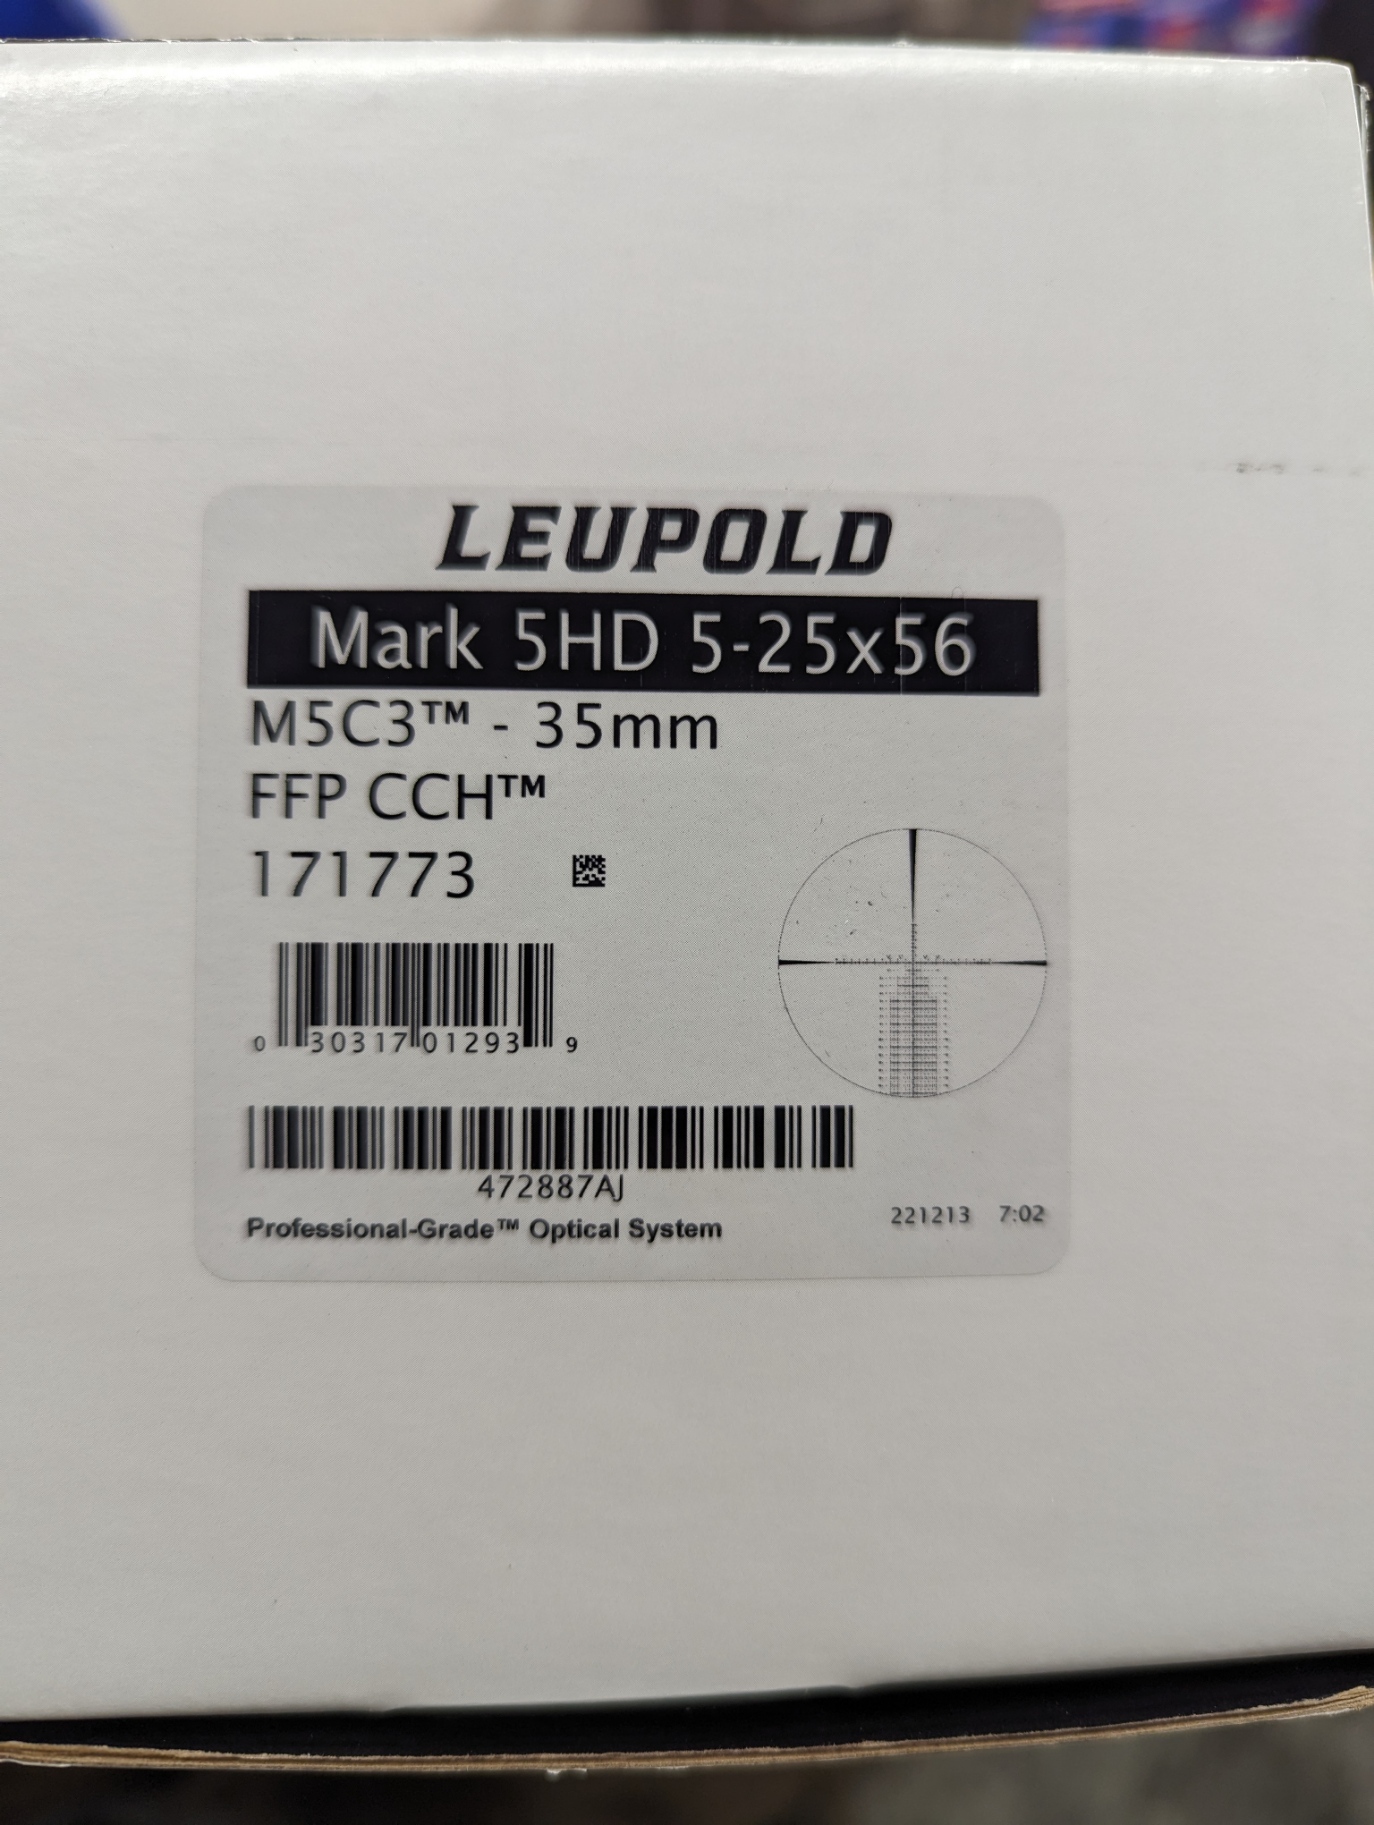 LEUPOLD
Mark 5HD 5-25x56
M5C3™ - 35mm
FFP CCH™
171773
0 30317 01293 9
472887AJ
Professional-Grade™ Optical System
221213 7:02